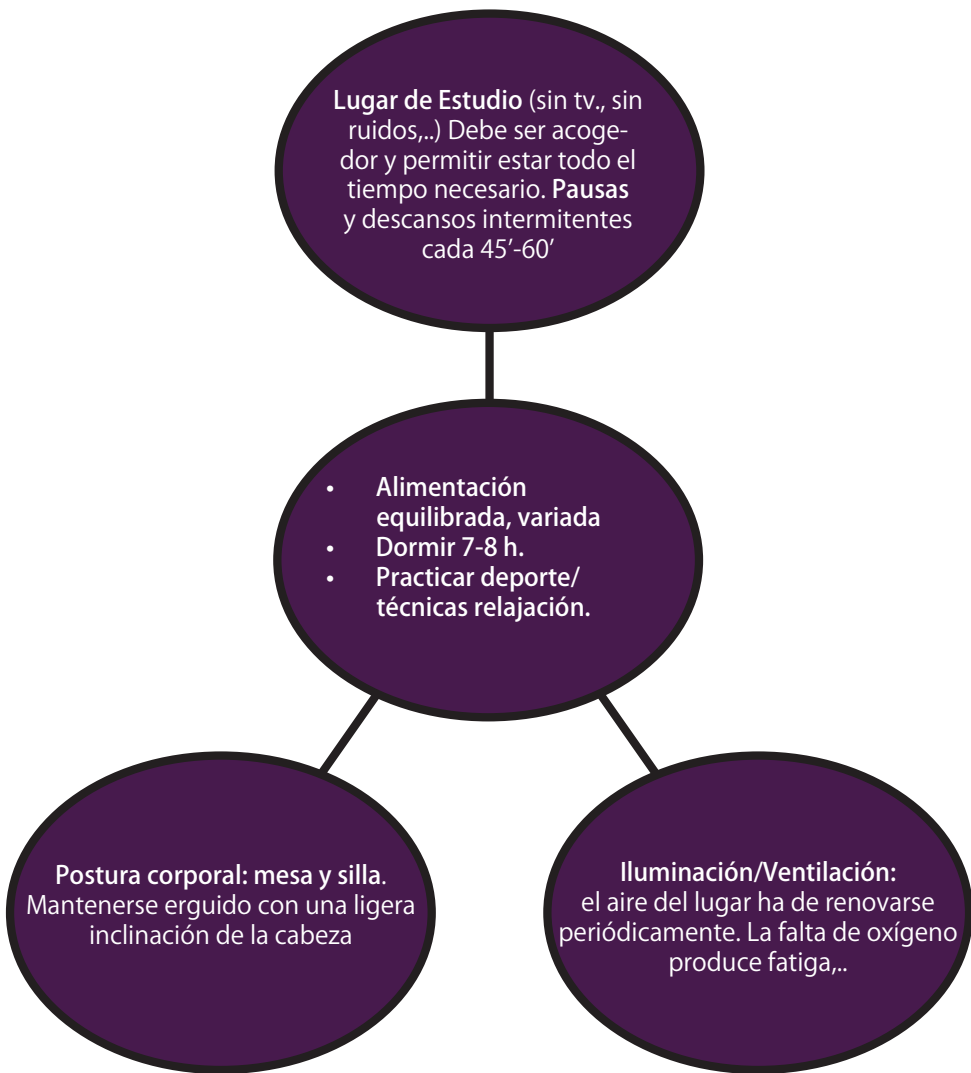 Lugar de Estudio (sin tv., sin
ruidos,..) Debe ser acoge-
dor y permitir estar todo el
tiempo necesario. Pausas
y descansos intermitentes
cada 45’-60’
• Alimentación
equilibrada, variada
• Dormir 7-8 h.
• Practicar deporte/
técnicas relajación.
Postura corporal: mesa y silla.
Mantenerse erguido con una ligera
inclinación de la cabeza
Iluminación/Ventilación:
el aire del lugar ha de renovarse
periódicamente. La falta de oxígeno
produce fatiga,..